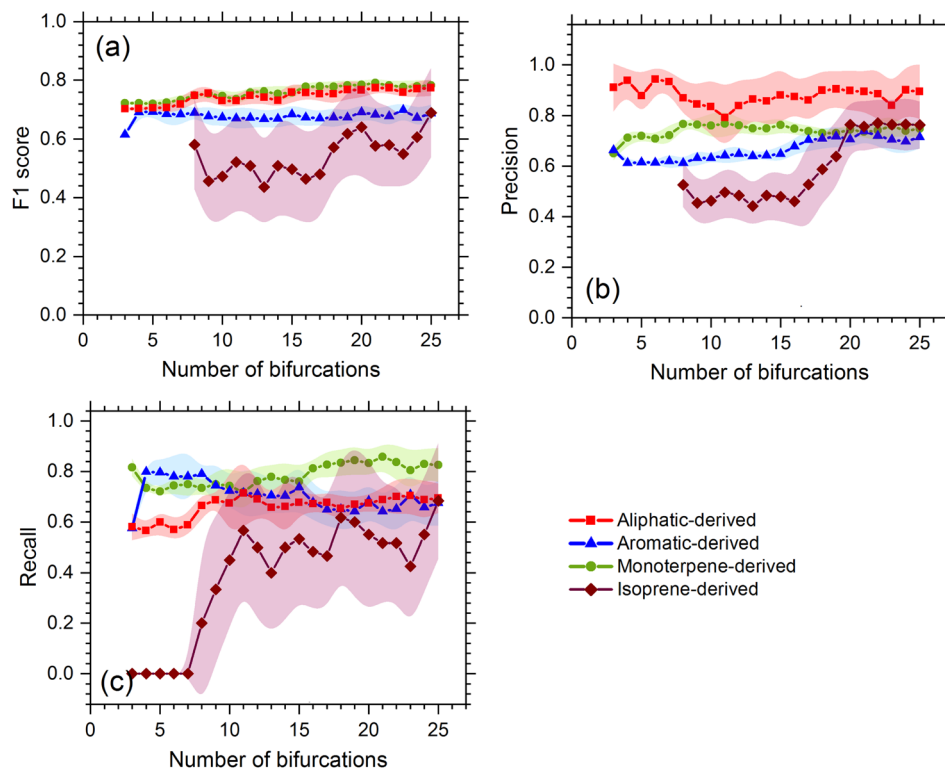 (a)
F1 score
1.0
0.8
0.6
0.4
0.2
0.0
0 5 10 15 20 25
Number of bifurcations
(b)
Precision
1.0
0.8
0.6
0.4
0.2
0.0
0 5 10 15 20 25
Number of bifurcations
(c)
Recall
1.0
0.8
0.6
0.4
0.2
0.0
0 5 10 15 20 25
Number of bifurcations
Aliphatic-derived
Aromatic-derived
Monoterpene-derived
Isoprene-derived